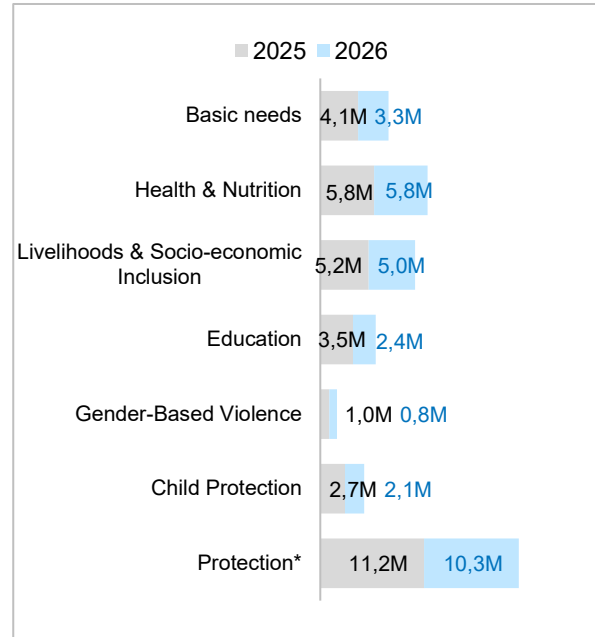 2025 2026
Basic needs 4,1M 3,3M
Health & Nutrition 5,8M 5,8M
Livelihoods & Socio-economic
Inclusion 5,2M 5,0M
Education 3,5M 2,4M
Gender-Based Violence 1,0M 0,8M
Child Protection 2,7M 2,1M
Protection* 11,2M 10,3M